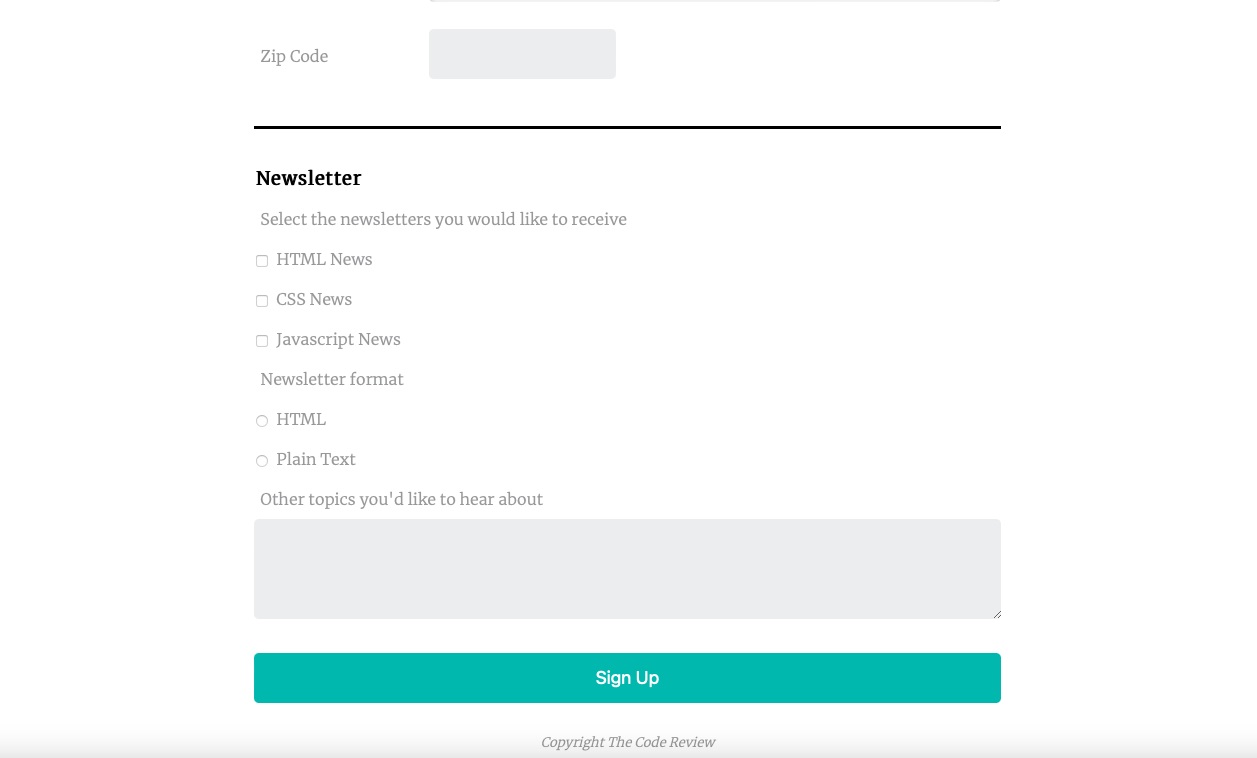 Zip Code
Newsletter
Select the newsletters you would like to receive
HTML News
CSS News
Javascript News
Newsletter format
HTML
Plain Text
Other topics you'd like to hear about
Sign Up
Copyright The Code Review